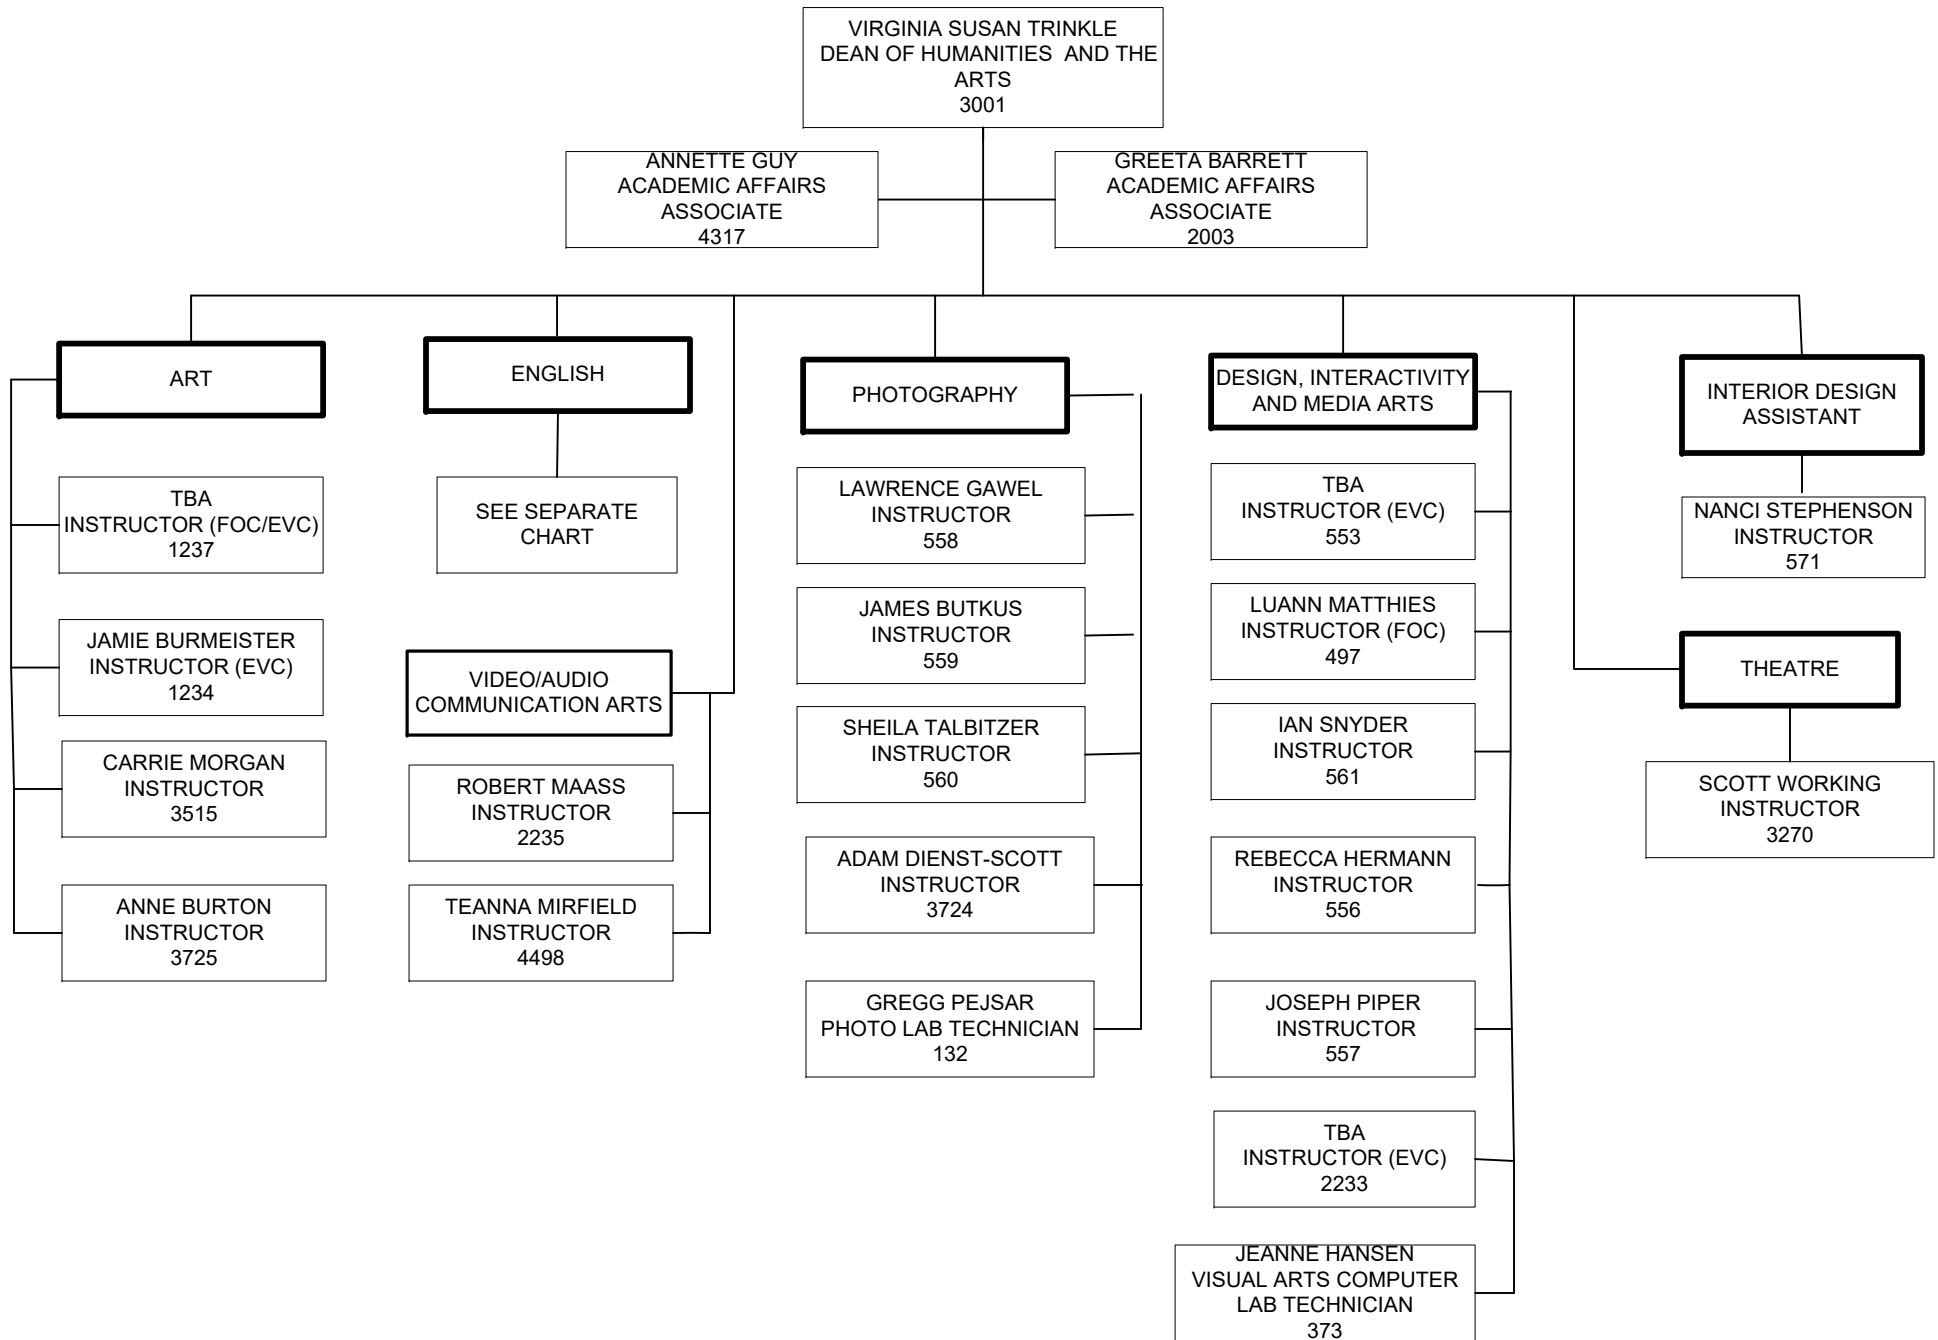 VIRGINIA SUSAN TRINKLE
DEAN OF HUMANITIES AND THE
ARTS
3001
ANNETTE GUY
ACADEMIC AFFAIRS
ASSOCIATE
4317
GREETA BARRETT
ACADEMIC AFFAIRS
ASSOCIATE
2003
ART
TBA
INSTRUCTOR (FOC/EVC)
1237
JAMIE BURMEISTER
INSTRUCTOR (EVC)
1234
CARRIE MORGAN
INSTRUCTOR
3515
ANNE BURTON
INSTRUCTOR
3725
ENGLISH
SEE SEPARATE
CHART
VIDEO/AUDIO
COMMUNICATION ARTS
ROBERT MAASS
INSTRUCTOR
2235
TEANNA MIRFIELD
INSTRUCTOR
4498
PHOTOGRAPHY
LAWRENCE GAWEL
INSTRUCTOR
558
JAMES BUTKUS
INSTRUCTOR
559
SHEILA TALBITZER
INSTRUCTOR
560
ADAM DIENST-SCOTT
INSTRUCTOR
3724
GREGG PEJSAR
PHOTO LAB TECHNICIAN
132
DESIGN, INTERACTIVITY
AND MEDIA ARTS
TBA
INSTRUCTOR (EVC)
553
LUANN MATTHIES
INSTRUCTOR (FOC)
497
IAN SNYDER
INSTRUCTOR
561
REBECCA HERMANN
INSTRUCTOR
556
JOSEPH PIPER
INSTRUCTOR
557
TBA
INSTRUCTOR (EVC)
2233
JEANNE HANSEN
VISUAL ARTS COMPUTER
LAB TECHNICIAN
373
INTERIOR DESIGN
ASSISTANT
NANCI STEPHENSON
INSTRUCTOR
571
THEATRE
SCOTT WORKING
INSTRUCTOR
3270